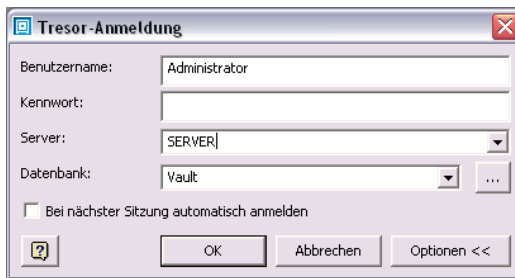 Tresor-Anmeldung
Benutzername: Administrator
Kennwort:
Server: SERVER
Datenbank: Vault ...
Bei nächster Sitzung automatisch anmelden
? OK Abbrechen Optionen <<